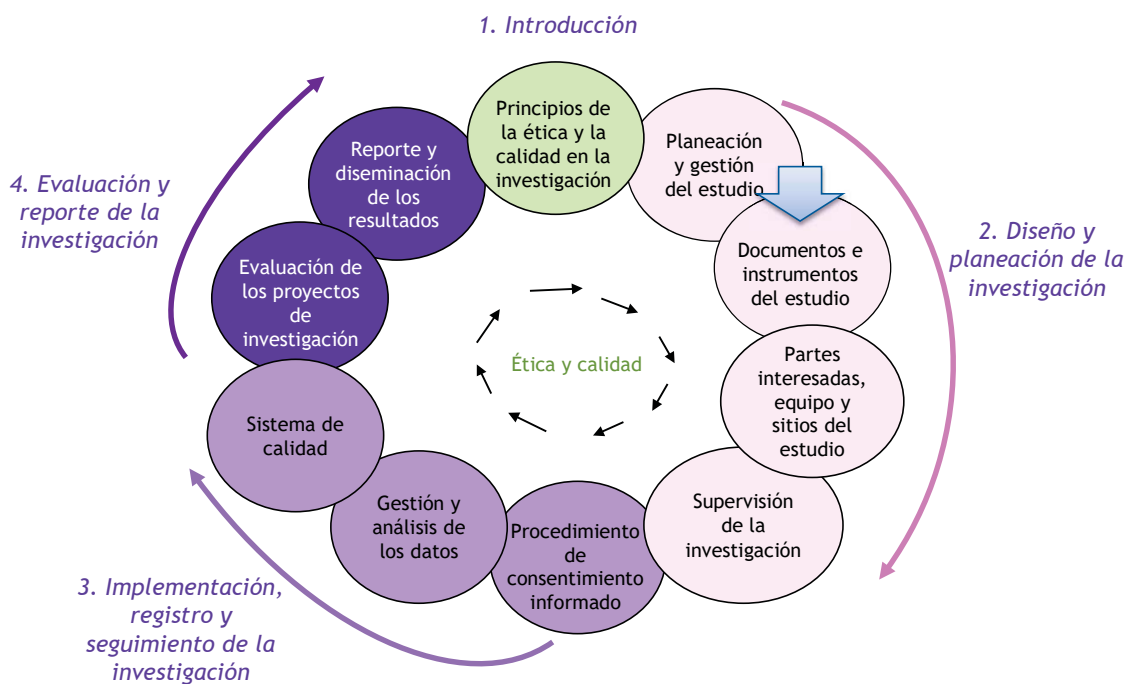 1. Introducción
Principios de
la ética y la
calidad en la
investigación
Planeación
y gestión
del estudio
Documentos e
instrumentos
del estudio
2. Diseño y
planeación de la
investigación
Partes
interesadas,
equipo y
sitios del
estudio
Supervisión
de la
investigación
Procedimiento
de
consentimiento
informado
Gestión y
análisis de
los datos
3. Implementación,
registro y
seguimiento de la
investigación
Sistema de
calidad
Evaluación de
los proyectos
de
investigación
4. Evaluación y
reporte de la
investigación
Reporte y
diseminación
de los
resultados
Ética y calidad